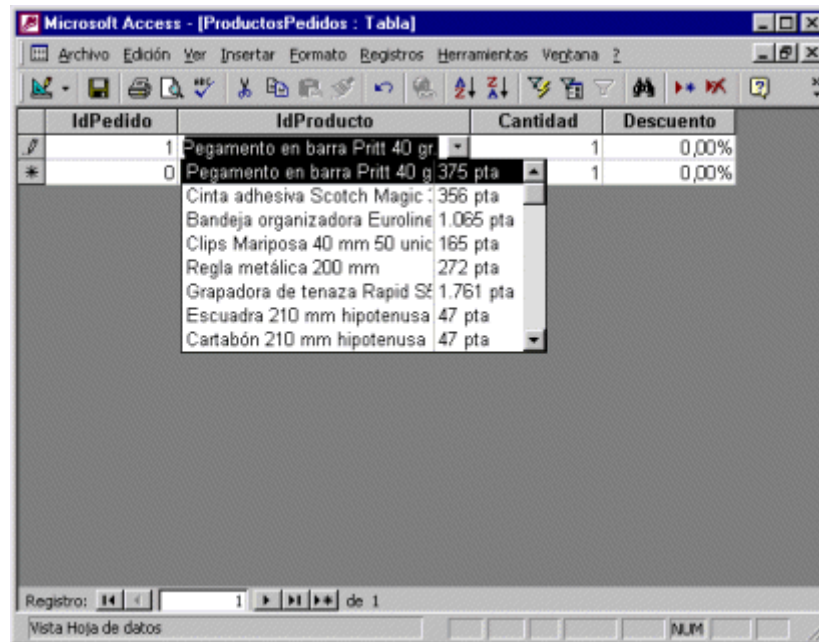 Microsoft Access - [ProductosPedidos : Tabla]
Archivo Edición Ver Insertar Formato Registros Herramientas Ventana ?
IdPedido IdProducto Cantidad Descuento
1 Pegamento en barra Pritt 40 gr. 1 0,00%
0 Pegamento en barra Pritt 40 g 375 pta 1 0,00%
Cinta adhesiva Scotch Magic 356 pta
Bandeja organizadora Euroline 1.065 pta
Clips Mariposa 40 mm 50 unic 165 pta
Regla metálica 200 mm 272 pta
Grapadora de tenaza Rapid 1.761 pta
Escuadra 210 mm hipotenusa 47 pta
Cartabón 210 mm hipotenusa 47 pta
Registro: 1 de 1
Vista Hoja de datos NUM